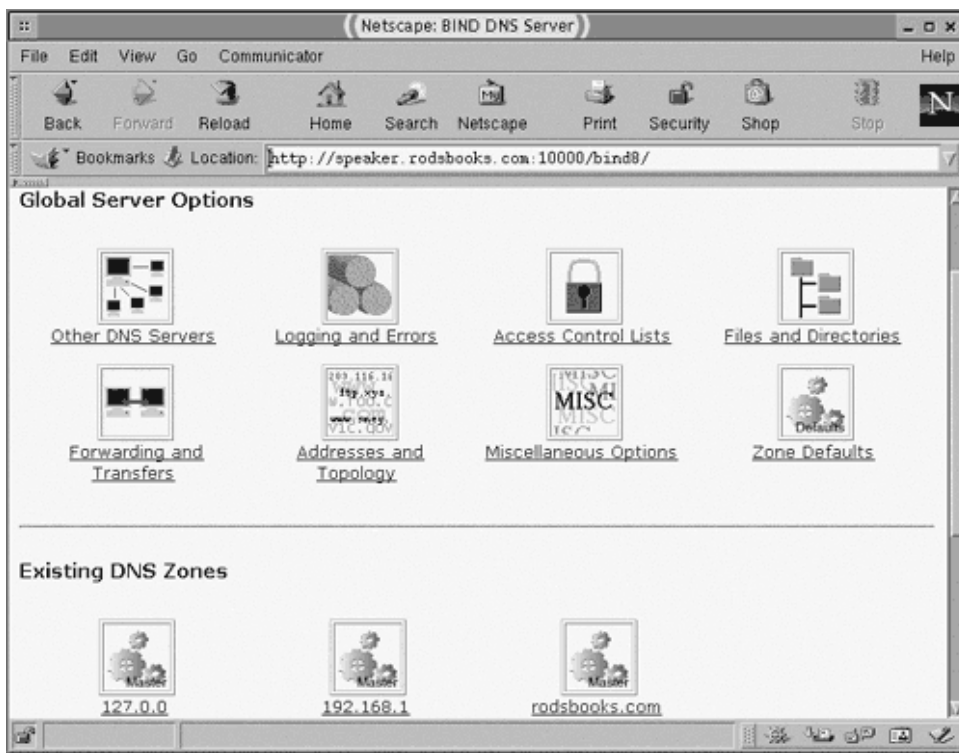 Netscape: BIND DNS Server
File Edit View Go Communicator Help
Back Forward Reload Home Search Netscape Print Security Shop Stop
My
N
Bookmarks Location: http://speaker.rodsbooks.com:10000/bind8/
Global Server Options
Other DNS Servers Logging and Errors Access Control Lists Files and Directories
MISC
Defaults
Forwarding and Transfers
Addresses and Topology
Miscellaneous Options
Zone Defaults
Existing DNS Zones
Master Master Master
127.0.0 192.168.1 rodsbooks.com